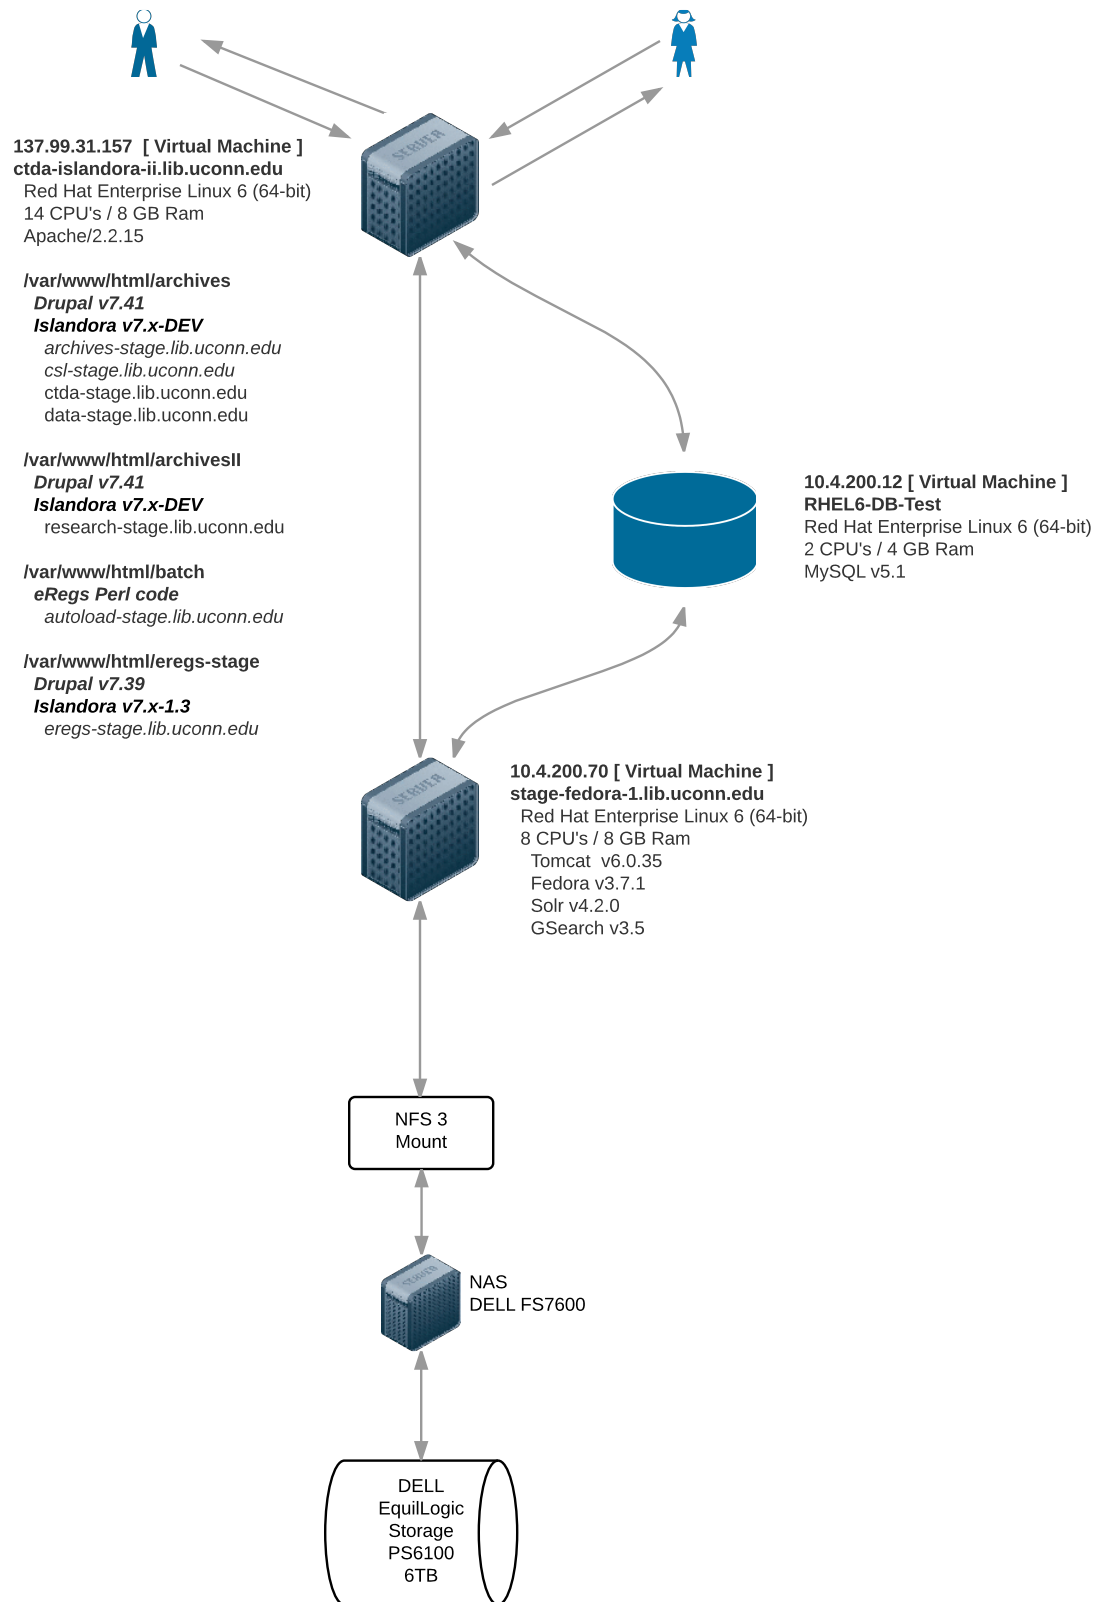 SERVER
137.99.31.157  [ Virtual Machine ]
ctda-islandora-ii.lib.uconn.edu
Red Hat Enterprise Linux 6 (64-bit)
14 CPU's / 8 GB Ram
Apache/2.2.15
/var/www/html/archives
Drupal v7.41
Islandora v7.x-DEV
archives-stage.lib.uconn.edu
csl-stage.lib.uconn.edu
ctda-stage.lib.uconn.edu
data-stage.lib.uconn.edu
/var/www/html/archivesII
Drupal v7.41
Islandora v7.x-DEV
research-stage.lib.uconn.edu
/var/www/html/batch
eRegs Perl code
autoload-stage.lib.uconn.edu
/var/www/html/eregs-stage
Drupal v7.39
Islandora v7.x-1.3
eregs-stage.lib.uconn.edu
10.4.200.12 [ Virtual Machine ]
RHEL6-DB-Test
Red Hat Enterprise Linux 6 (64-bit)
2 CPU's / 4 GB Ram
MySQL v5.1
SERVER
10.4.200.70 [ Virtual Machine ]
stage-fedora-1.lib.uconn.edu
Red Hat Enterprise Linux 6 (64-bit)
8 CPU's / 8 GB Ram
Tomcat  v6.0.35
Fedora v3.7.1
Solr v4.2.0
GSearch v3.5
NFS 3
Mount
SERVER
NAS
DELL FS7600
DELL
EquilLogic
Storage
PS6100
6TB